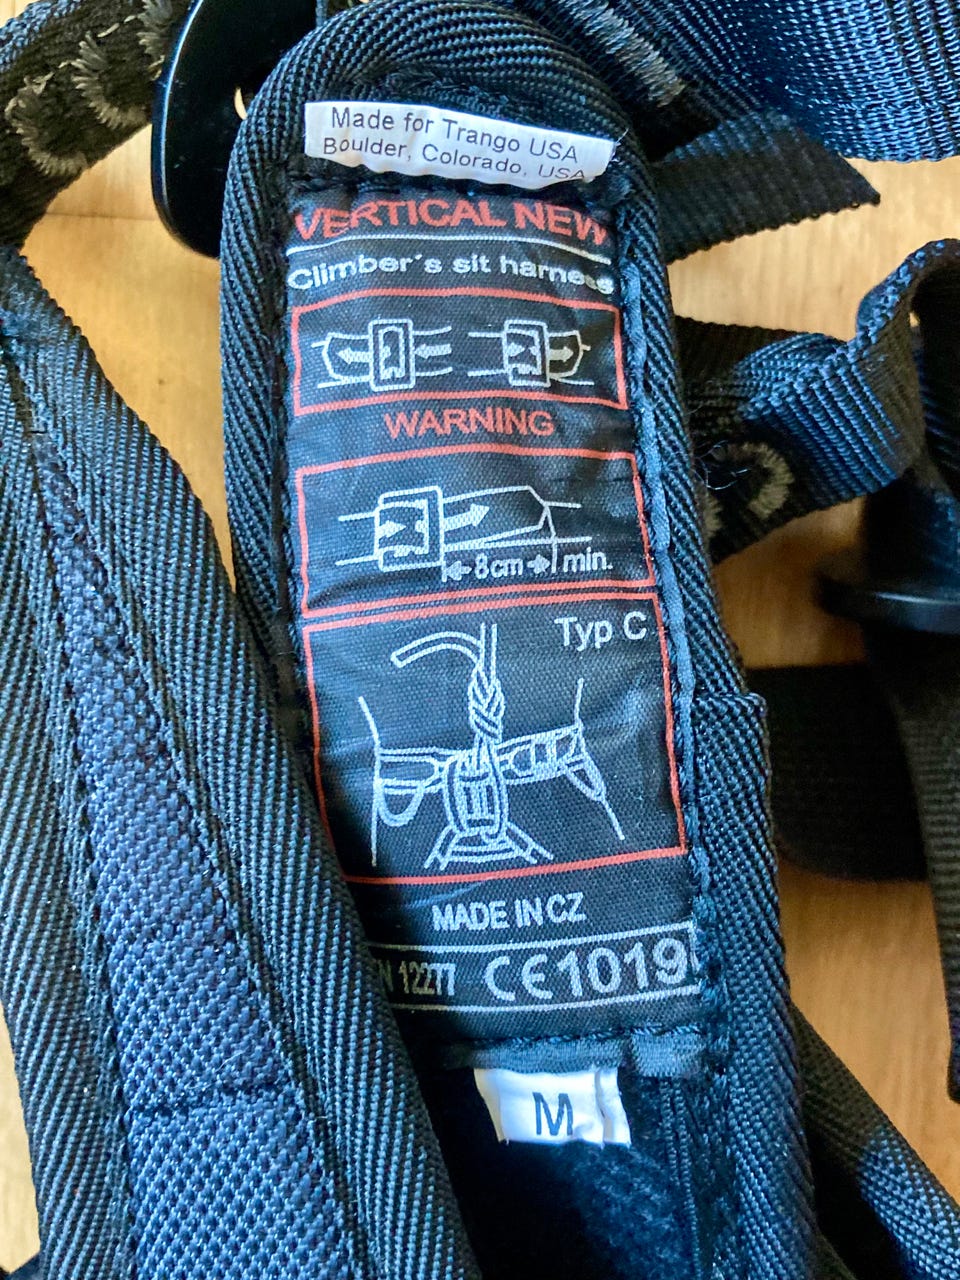 Made for Trango USA
Boulder, Colorado, USA
VERTICAL NEW
Climber´s sit harness
WARNING
8cm min.
Typ C
MADE IN CZ
12277 CE1019
M